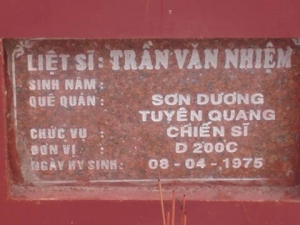 LIỆT SĨ : TRẦN VĂN NHIỆM
SINH NĂM :
QUÊ QUÁN : SƠN DƯƠNG
TUYÊN QUANG
CHỨC VỤ : CHIẾN SĨ
ĐƠN VỊ : D 200C
NGÀY HY SINH: 08 - 04 - 1975